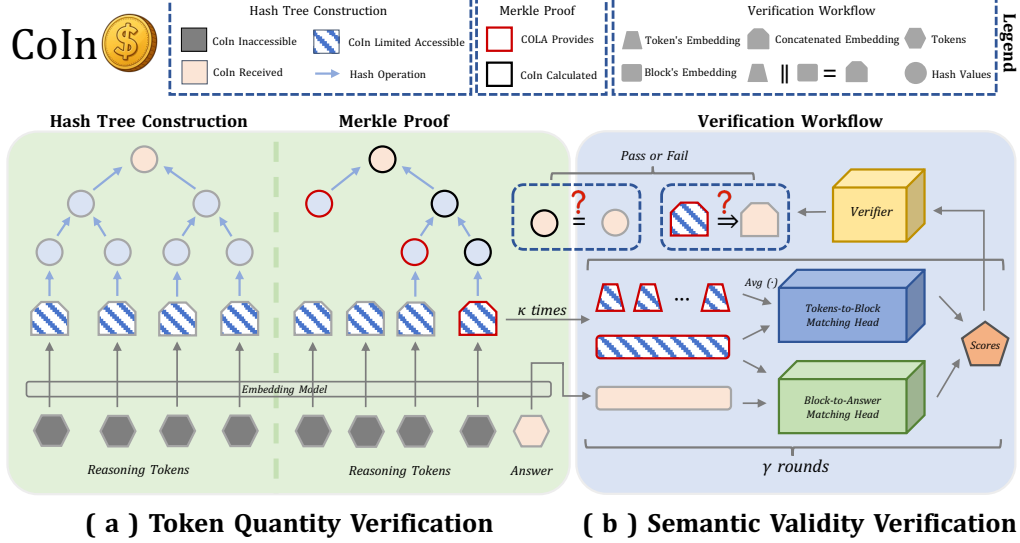 CoIn
$
Hash Tree Construction
CoIn Inaccessible
CoIn Limited Accessible
CoIn Received
Hash Operation
Merkle Proof
COLA Provides
CoIn Calculated
Verification Workflow
Token's Embedding
Concatenated Embedding
Tokens
Block's Embedding
|| =
Hash Values
Legend
Hash Tree Construction
Merkle Proof
Verification Workflow
Pass or Fail
? =
? ⇒
Verifier
κ times
...
Avg (·)
Tokens-to-Block
Matching Head
Scores
Block-to-Answer
Matching Head
Embedding Model
Reasoning Tokens
Reasoning Tokens
Answer
γ rounds
( a ) Token Quantity Verification
( b ) Semantic Validity Verification